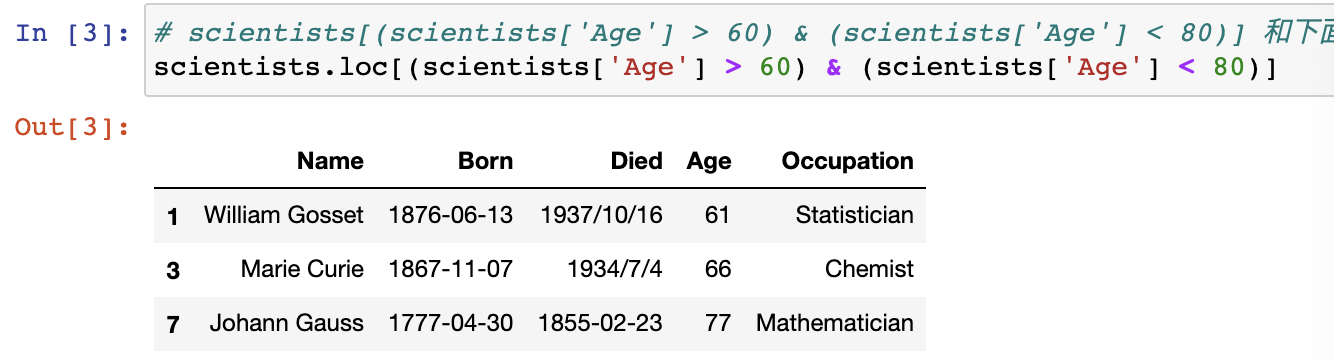 In [3]: # scientists[(scientists['Age'] > 60) & (scientists['Age'] < 80)] 和下
scientists.loc[(scientists['Age'] > 60) & (scientists['Age'] < 80)]
Out[3]:
Name Born Died Age Occupation
1 William Gosset 1876-06-13 1937/10/16 61 Statistician
3 Marie Curie 1867-11-07 1934/7/4 66 Chemist
7 Johann Gauss 1777-04-30 1855-02-23 77 Mathematician